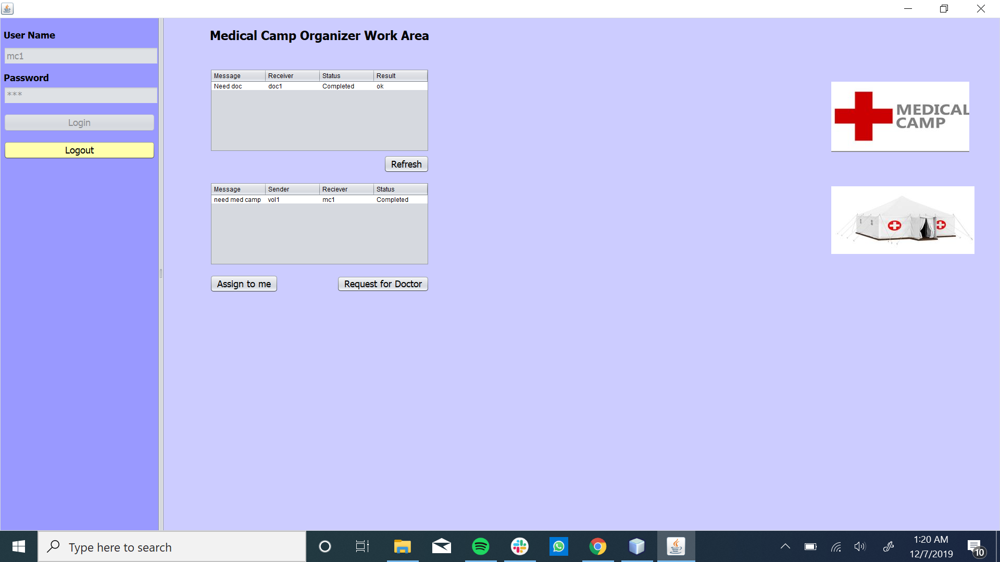 User Name
mc1
Password
***
Login
Logout
Medical Camp Organizer Work Area
Message Receiver Status Result
Need doc doc1 Completed ok
Refresh
Message Sender Reciever Status
need med camp vol1 mc1 Completed
Assign to me Request for Doctor
MEDICAL
CAMP
Type here to search
1:20 AM
12/7/2019
10